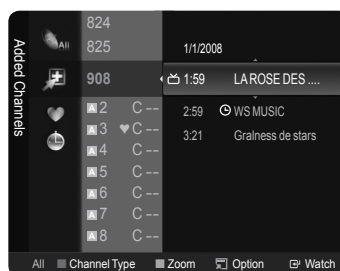 Added Channels
All
824
825
1/1/2008
908
1:59 LA ROSE DES ....
A 2 C --
2:59 WS MUSIC
A 3 ♥ C --
3:21 Gralness de stars
A 4 C --
A 5 C --
A 6 C --
A 7 C --
A 8 C --
All Channel Type Zoom Option Watch